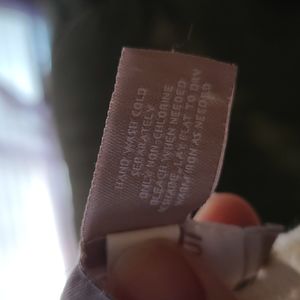 HAND WASH COLD
SEPARATELY
ONLY NON-CHLORINE
BLEACH WHEN NEEDED
RESHAPE, LAY FLAT TO DRY
WARM IRON AS NEEDED